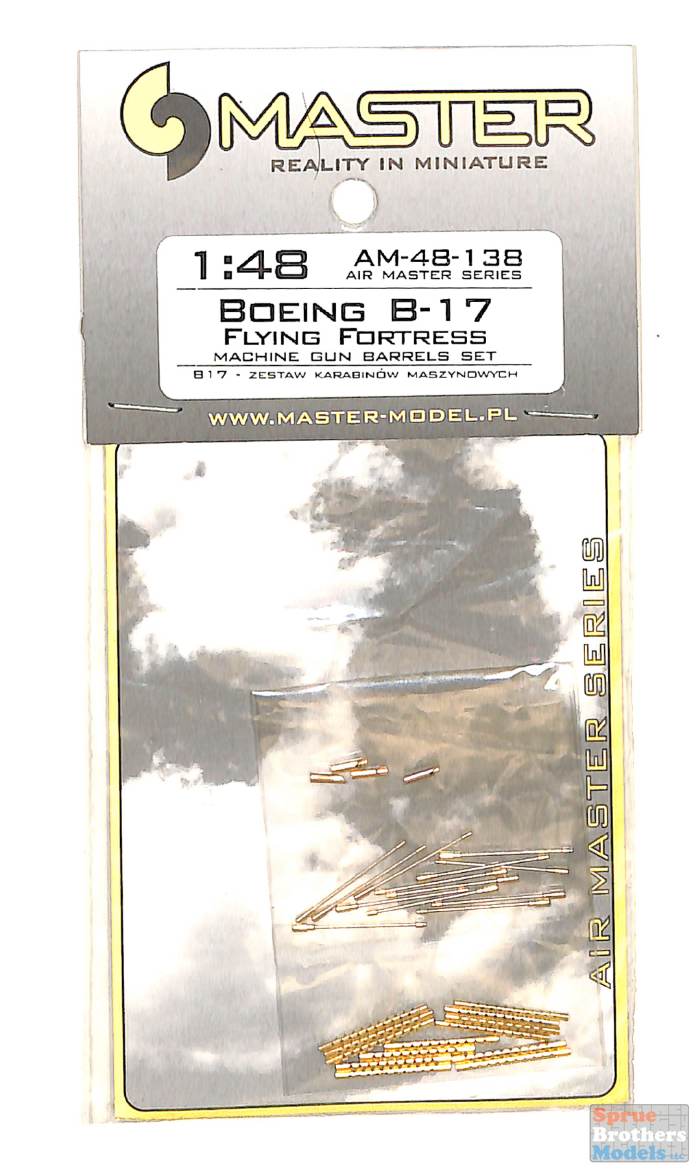 MASTER
REALITY IN MINIATURE
1:48
AM-48-138
AIR MASTER SERIES
BOEING B-17
FLYING FORTRESS
MACHINE GUN BARRELS SET
B17 - ZESTAW KARABINÓW MASZYNOWYCH
WWW.MASTER-MODEL.PL
AIR MASTER SERIES
Sprue
Brothers
Models LLC